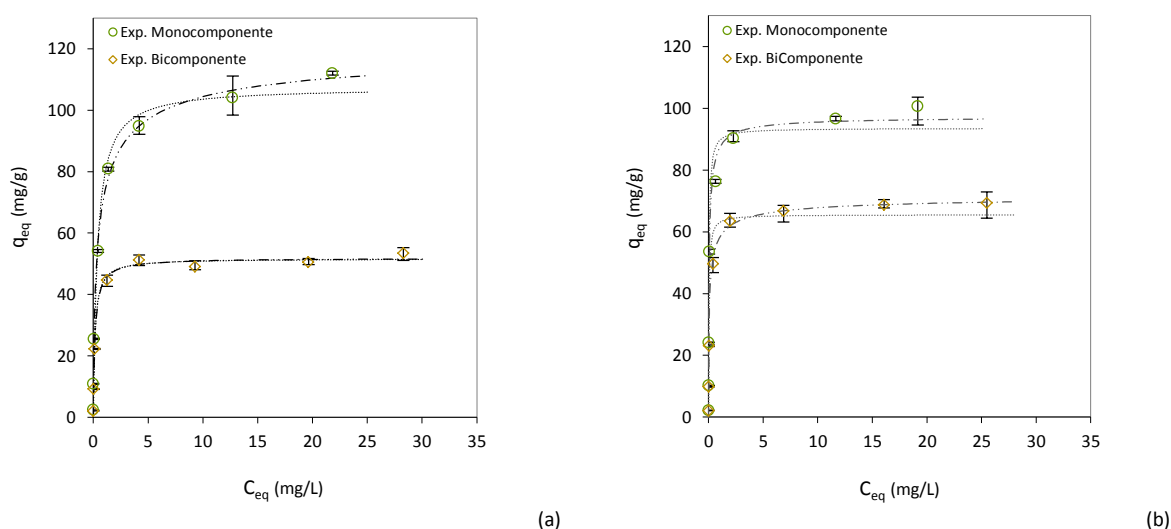 Exp. Monocomponente
Exp. Bicomponente
120
100
80
60
40
20
0
q_eq (mg/g)
0 5 10 15 20 25 30 35
C_eq (mg/L)
(a)
Exp. Monocomponente
Exp. BiComponente
120
100
80
60
40
20
0
q_eq (mg/g)
0 5 10 15 20 25 30 35
C_eq (mg/L)
(b)